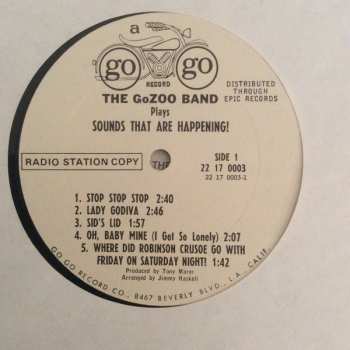 a
go go
RECORD
DISTRIBUTED
THROUGH
EPIC RECORDS
THE GoZOO BAND
Plays
SOUNDS THAT ARE HAPPENING!
RADIO STATION COPY
SIDE 1
22 17 0003
22 17 0003-1
1. STOP STOP STOP 2:40
2. LADY GODIVA 2:46
3. SID'S LID 1:57
4. OH, BABY MINE (I Get So Lonely) 2:07
5. WHERE DID ROBINSON CRUSOE GO WITH
FRIDAY ON SATURDAY NIGHT! 1:42
Produced by Tony Marer
Arranged by Jimmy Haskell
GO GO RECORD CO. / 8467 BEVERLY BLVD., L.A., CALIF.